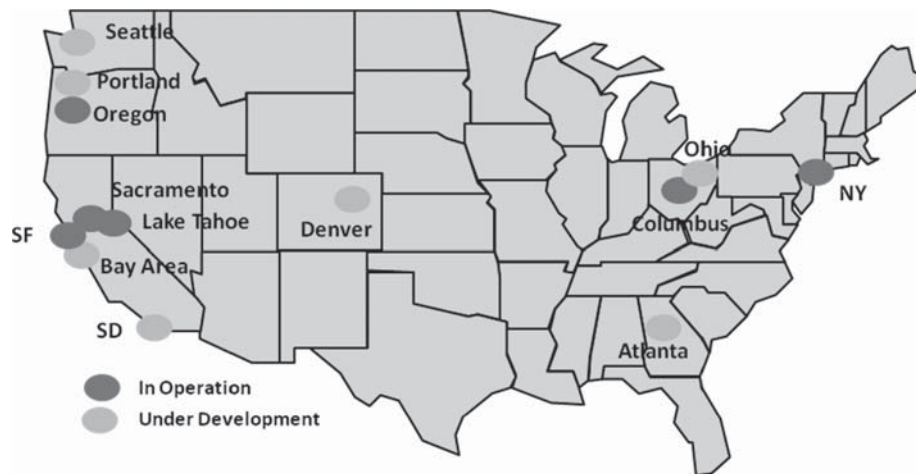 Seattle
Portland
Oregon
Ohio
Sacramento
NY
Lake Tahoe
Columbus
Denver
SF
Bay Area
SD
Atlanta
In Operation
Under Development